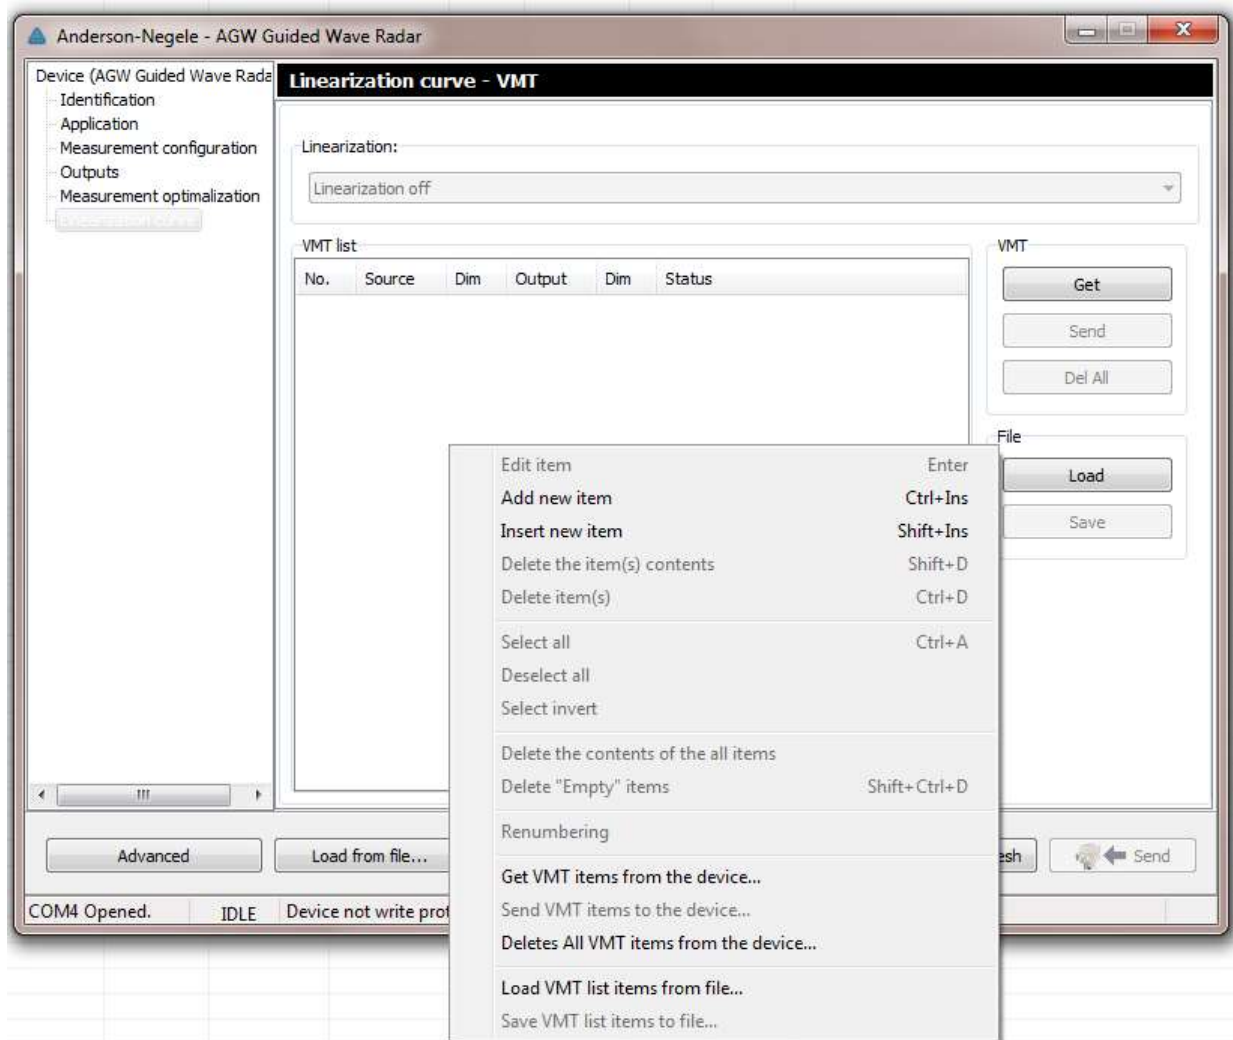 Anderson-Negele - AGW Guided Wave Radar
Device (AGW Guided Wave Rada
Identification
Application
Measurement configuration
Outputs
Measurement optimalization
Linearization curve - VMT
Linearization:
Linearization off
VMT list
No. Source Dim Output Dim Status
VMT
Get
Send
Del All
File
Load
Save
Edit item Enter
Add new item Ctrl+Ins
Insert new item Shift+Ins
Delete the item(s) contents Shift+D
Delete item(s) Ctrl+D
Select all Ctrl+A
Deselect all
Select invert
Delete the contents of the all items
Delete "Empty" items Shift+Ctrl+D
Renumbering
Get VMT items from the device...
Send VMT items to the device...
Deletes All VMT items from the device...
Load VMT list items from file...
Save VMT list items to file...
Advanced Load from file... esh Send
COM4 Opened. IDLE Device not write prot